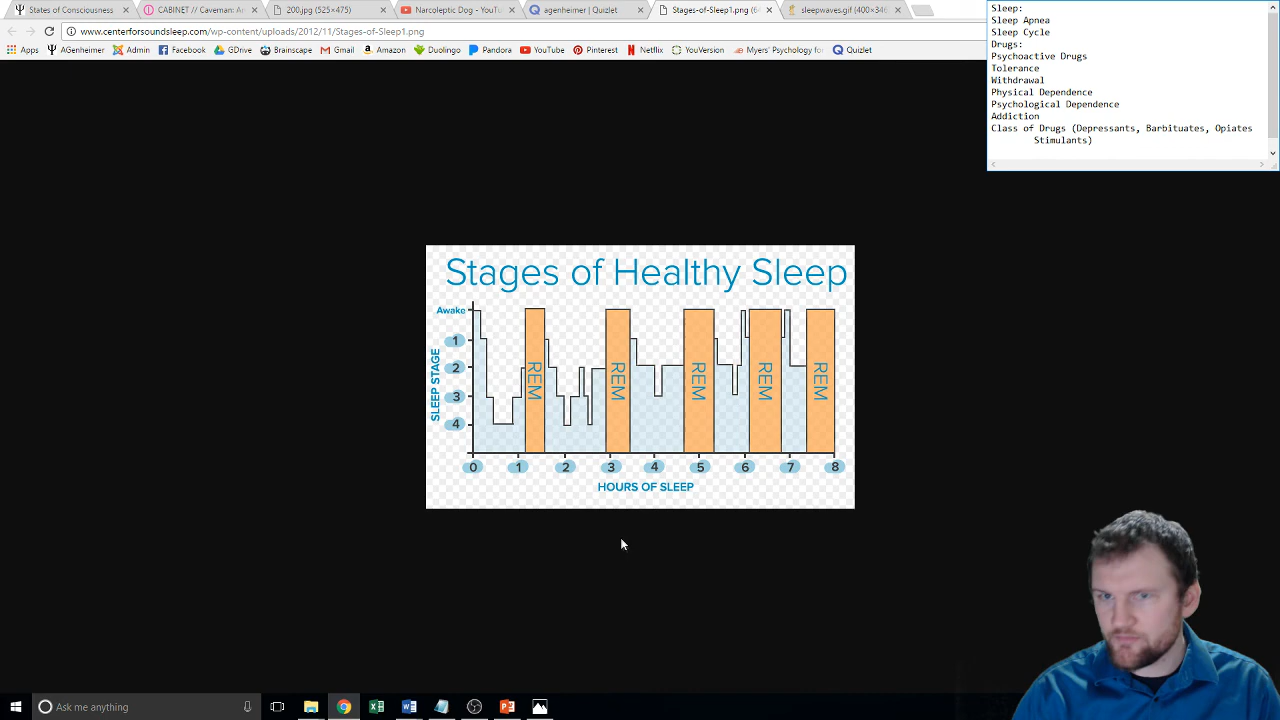 States of Consciousness
CABINET // Caveman: A
200.jpg (525×475)
Narcoleptic Dog - YouTu
agenheimer | Quizlet
Stages-of-Sleep1.png (6
sleepwaves.gif (400×346
www.centerforsoundsleep.com/wp-content/uploads/2012/11/Stages-of-Sleep1.png
Apps AGenheimer Admin Facebook GDrive Brainscape Gmail Amazon Duolingo Pandora YouTube Pinterest Netflix YouVersion Myers' Psychology fo Quizlet
Sleep:
Sleep Apnea
Sleep Cycle
Drugs:
Psychoactive Drugs
Tolerance
Withdrawal
Physical Dependence
Psychological Dependence
Addiction
Class of Drugs (Depressants, Barbituates, Opiates
Stimulants)
Stages of Healthy Sleep
Awake
1
2
3
4
SLEEP STAGE
REM
REM
REM
REM
REM
0 1 2 3 4 5 6 7 8
HOURS OF SLEEP
Ask me anything